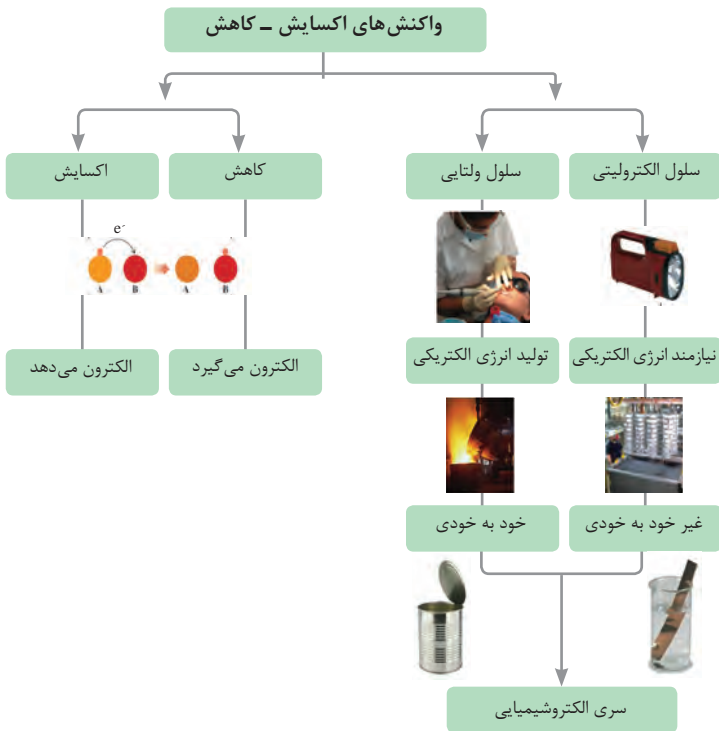 واکنش‌های اکسایش ــ کاهش
سلول الکترولیتی
سلول ولتایی
کاهش
اکسایش
e-
A
B
A
B
نیازمند انرژی الکتریکی
تولید انرژی الکتریکی
الکترون می‌گیرد
الکترون می‌دهد
غیر خود به خودی
خود به خودی
سری الکتروشیمیایی